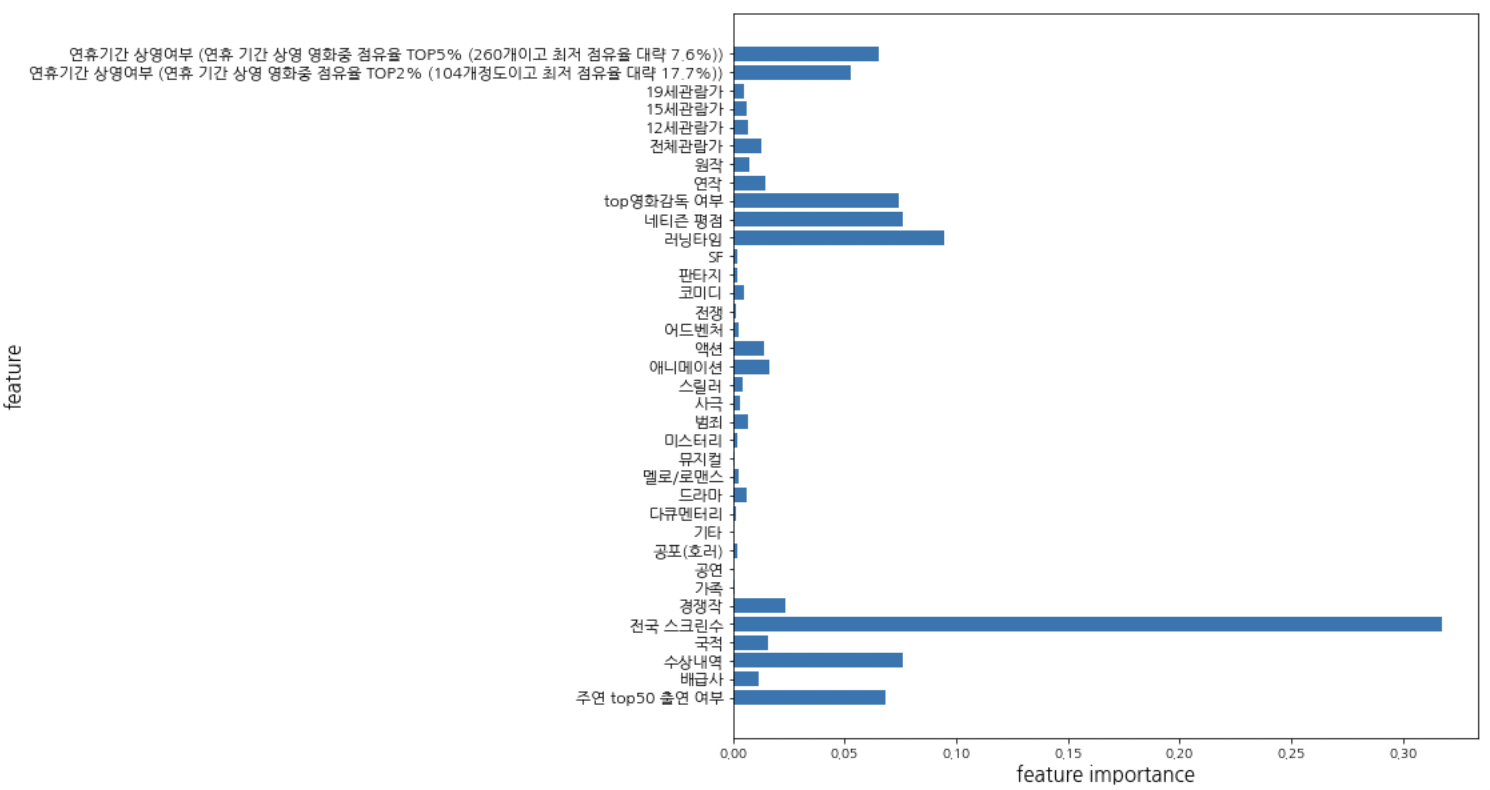 연휴기간 상영여부 (연휴 기간 상영 영화중 점유율 TOP5% (260개이고 최저 점유율 대략 7.6%))
연휴기간 상영여부 (연휴 기간 상영 영화중 점유율 TOP2% (104개정도이고 최저 점유율 대략 17.7%))
19세관람가
15세관람가
12세관람가
전체관람가
원작
연작
top영화감독 여부
네티즌 평점
러닝타임
SF
판타지
코미디
전쟁
어드벤처
액션
애니메이션
스릴러
사극
범죄
미스터리
뮤지컬
멜로/로맨스
드라마
다큐멘터리
기타
공포(호러)
공연
가족
경쟁작
전국 스크린수
국적
수상내역
배급사
주연 top50 출연 여부
feature
0.00 0.05 0.10 0.15 0.20 0.25 0.30
feature importance